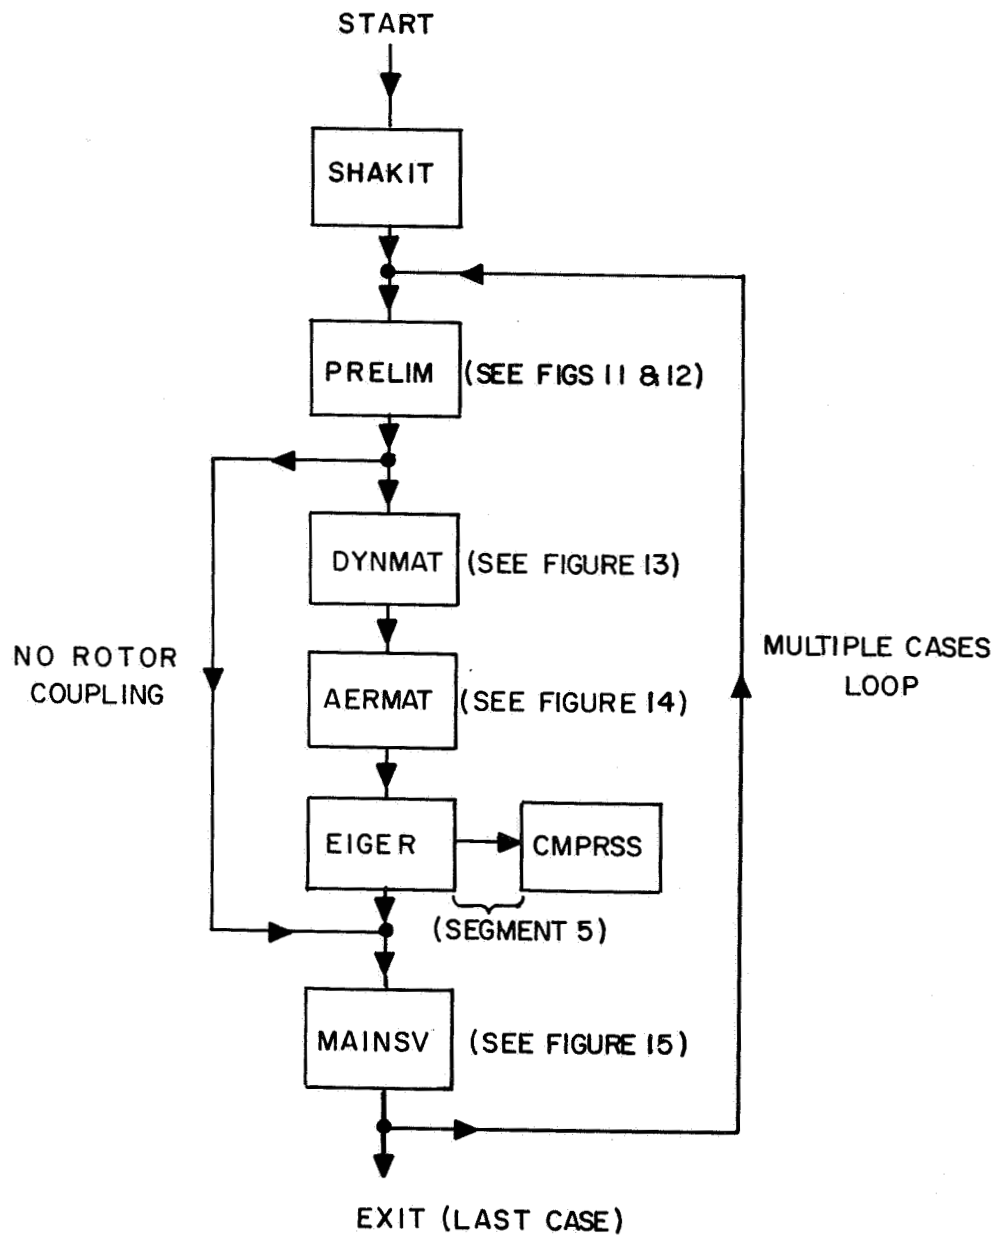 START
SHAKIT
PRELIM (SEE FIGS 11 & 12)
DYNMAT (SEE FIGURE 13)
NO ROTOR
COUPLING
MULTIPLE CASES
LOOP
AERMAT (SEE FIGURE 14)
EIGER
CMPRSS
(SEGMENT 5)
MAINSV (SEE FIGURE 15)
EXIT (LAST CASE)